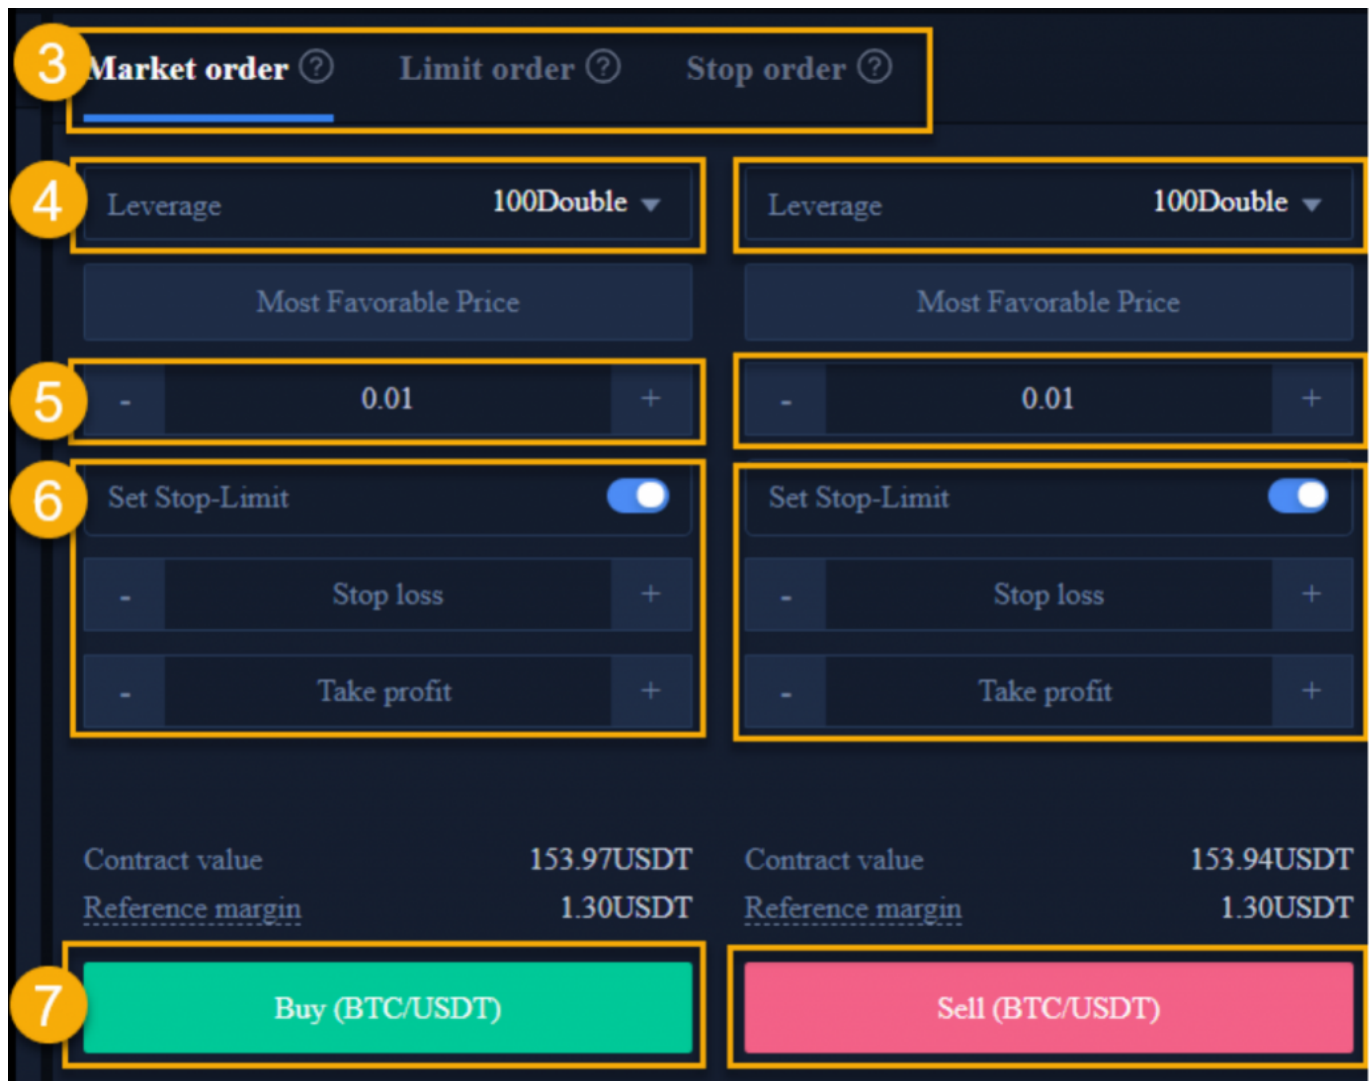 3 Market order ? Limit order ? Stop order ?
4 Leverage 100Double Leverage 100Double
Most Favorable Price Most Favorable Price
5 - 0.01 + - 0.01 +
6 Set Stop-Limit Set Stop-Limit
- Stop loss + - Stop loss +
- Take profit + - Take profit +
Contract value 153.97USDT Contract value 153.94USDT
Reference margin 1.30USDT Reference margin 1.30USDT
7 Buy (BTC/USDT) Sell (BTC/USDT)